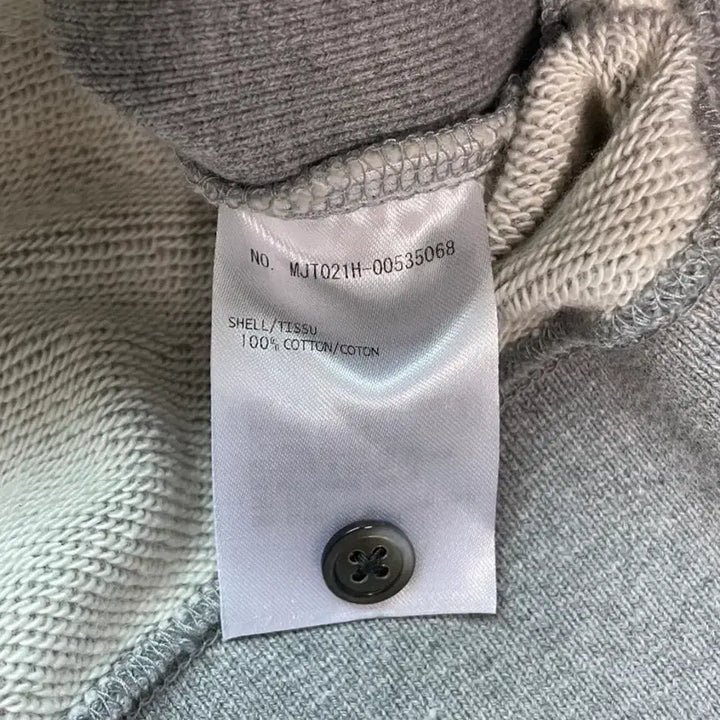 NO. MJT021H-00535068
SHELL/TISSU
100% COTTON/COTON